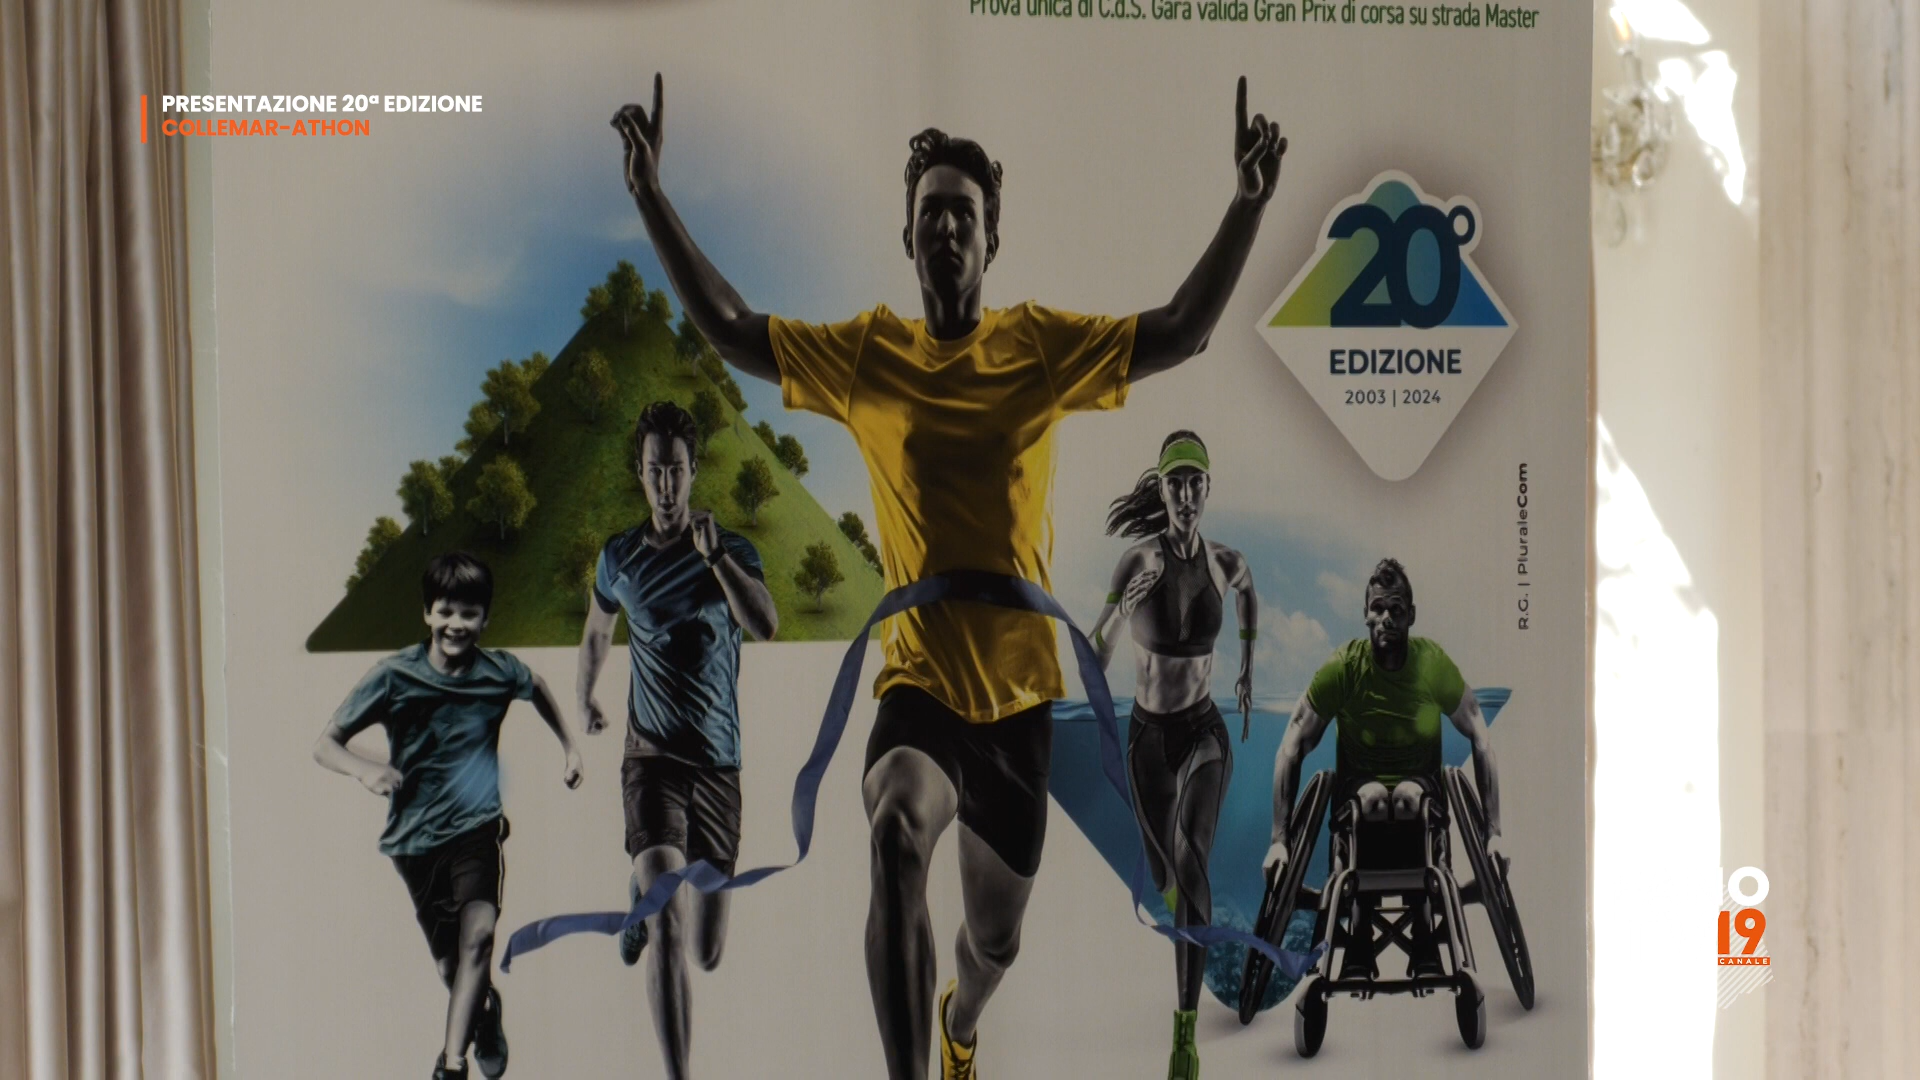 Prova unica di C.d.S. Gara valida Gran Prix di corsa su strada Master
PRESENTAZIONE 20ª EDIZIONE
COLLEMAR-ATHON
20°
EDIZIONE
2003 | 2024
R.G. | PluraleCom
19
CANALE